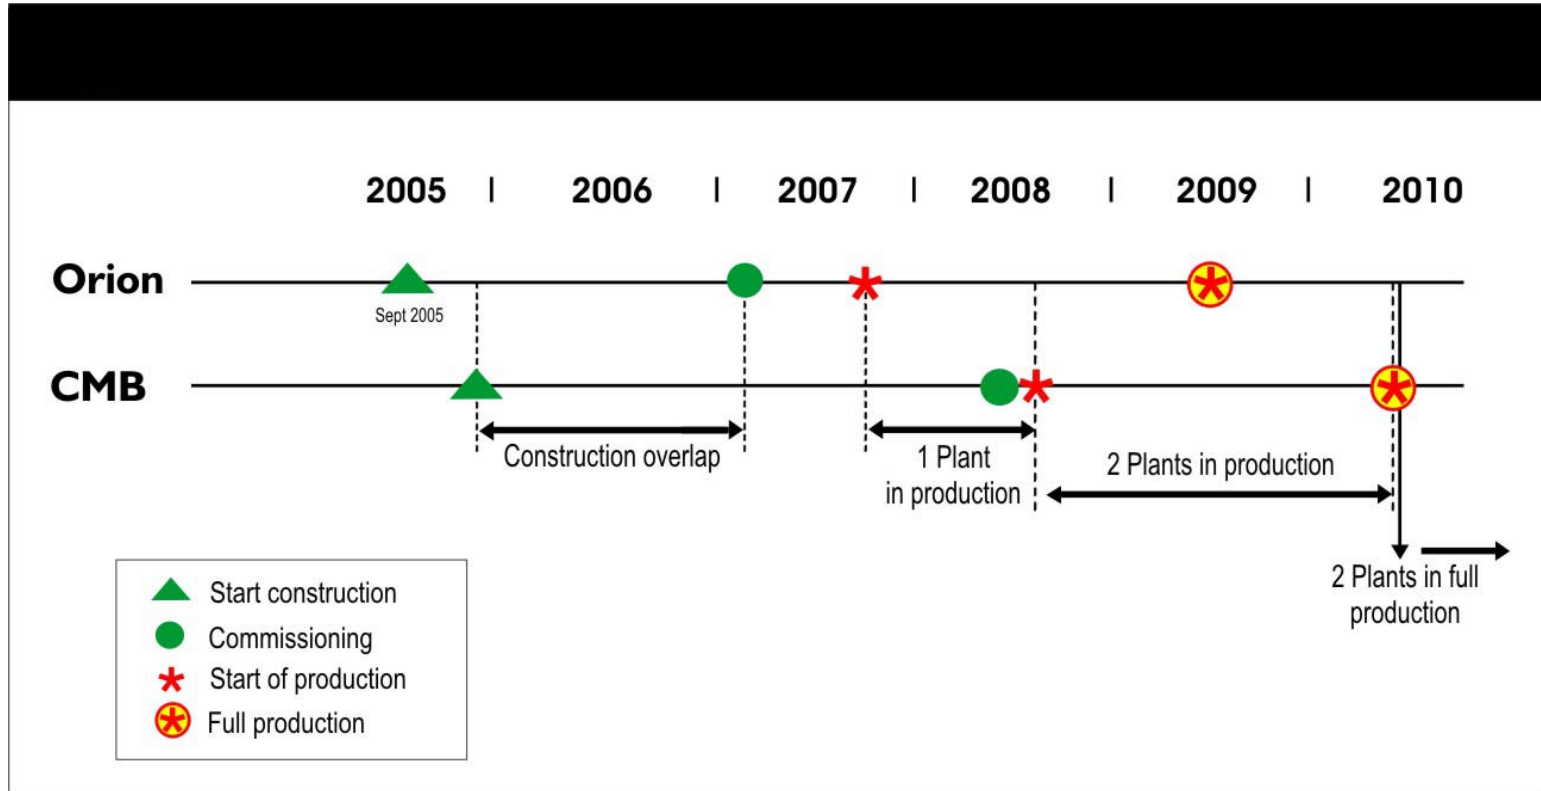 2005 | 2006 | 2007 | 2008 | 2009 | 2010
Orion
Sept 2005
CMB
Construction overlap
1 Plant
in production
2 Plants in production
2 Plants in full
production
Start construction
Commissioning
Start of production
Full production